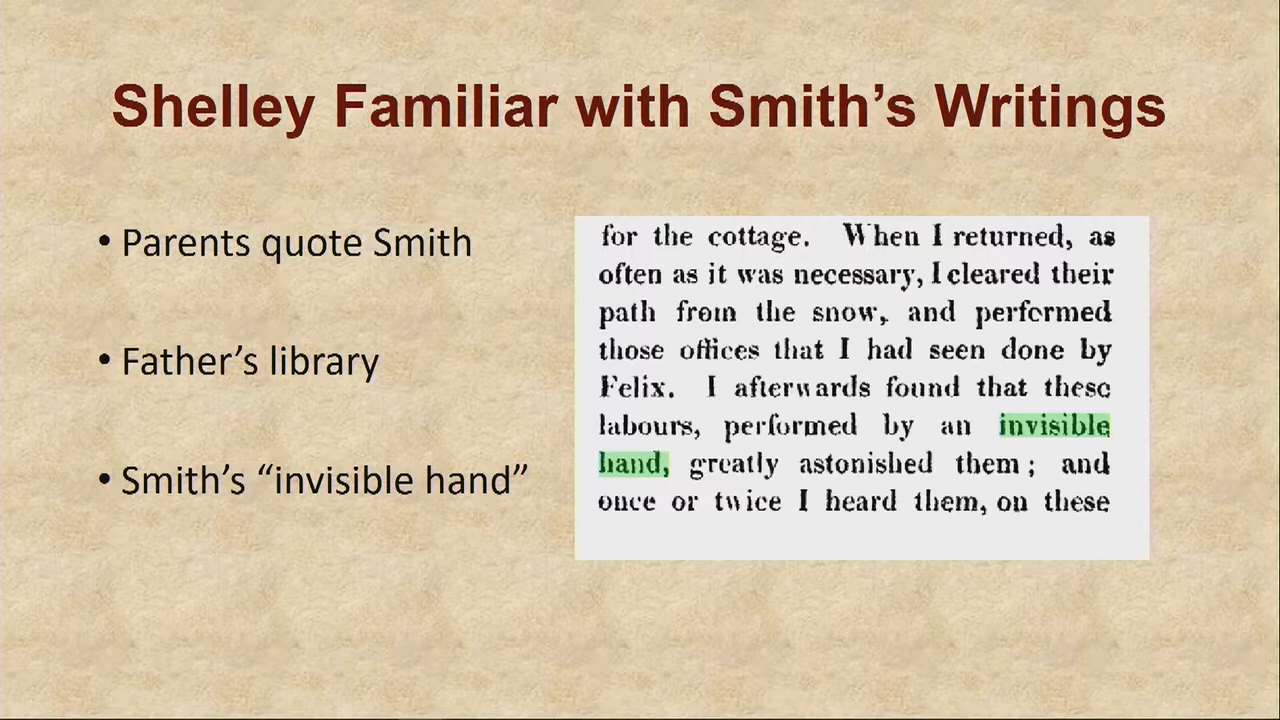 Shelley Familiar with Smith’s Writings
• Parents quote Smith
• Father’s library
• Smith’s “invisible hand”
for the cottage. When I returned, as
often as it was necessary, I cleared their
path from the snow, and performed
those offices that I had seen done by
Felix. I afterwards found that these
labours, performed by an invisible
hand, greatly astonished them; and
once or twice I heard them, on these